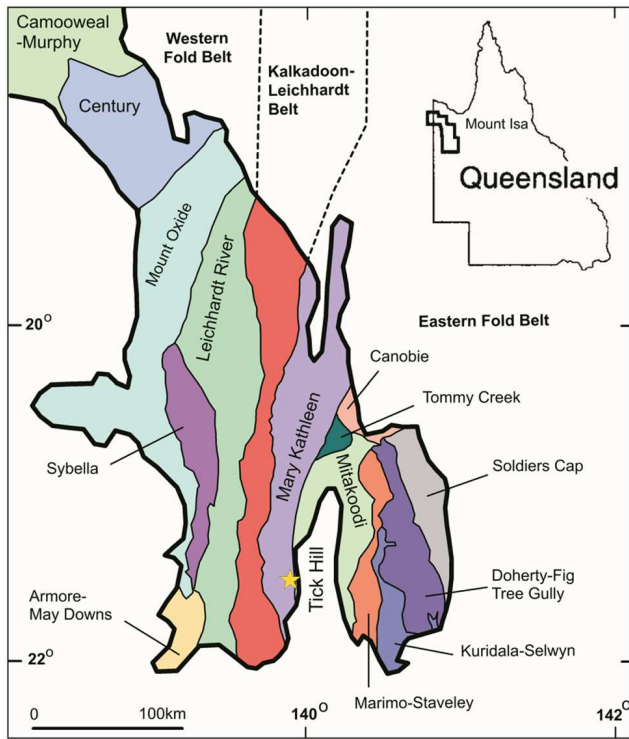 Camooweal
-Murphy
Western
Fold Belt
Kalkadoon-
Leichhardt
Belt
Century
Mount Isa
Queensland
Mount Oxide
Leichhardt River
20°
Eastern Fold Belt
Canobie
Tommy Creek
Mary Kathleen
Mitakoodi
Sybella
Soldiers Cap
Tick Hill
Doherty-Fig
Tree Gully
Armore-
May Downs
Kuridala-Selwyn
22°
Marimo-Staveley
0
100km
140°
142°